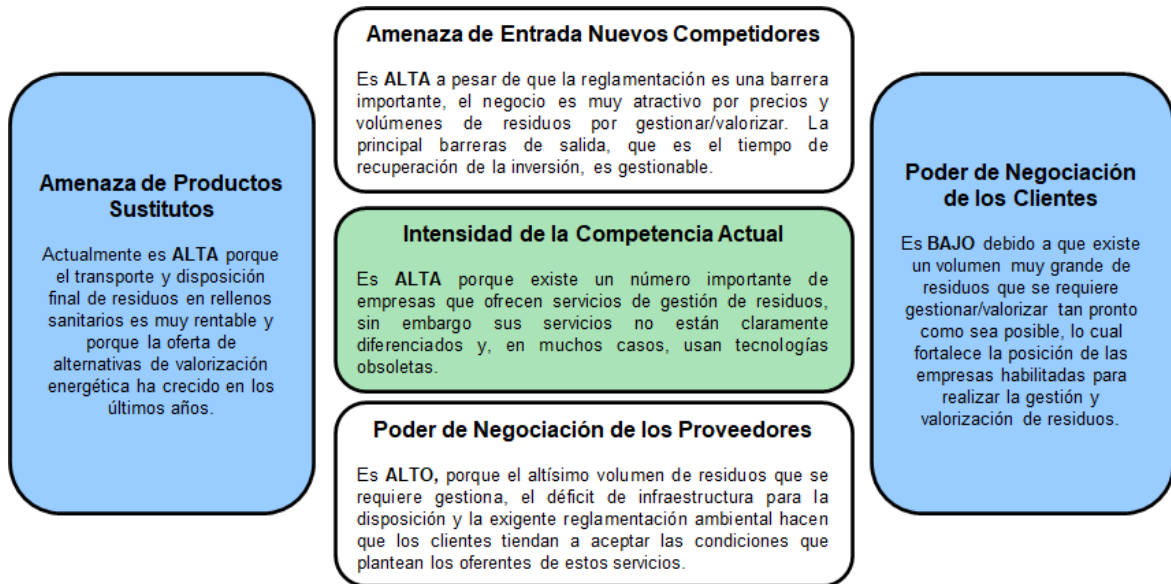 Amenaza de Entrada Nuevos Competidores
Es ALTA a pesar de que la reglamentación es una barrera
importante, el negocio es muy atractivo por precios y
volúmenes de residuos por gestionar/valorizar. La
principal barreras de salida, que es el tiempo de
recuperación de la inversión, es gestionable.
Amenaza de Productos
Sustitutos
Actualmente es ALTA porque
el transporte y disposición
final de residuos en rellenos
sanitarios es muy rentable y
porque la oferta de
alternativas de valorización
energética ha crecido en los
últimos años.
Intensidad de la Competencia Actual
Es ALTA porque existe un número importante de
empresas que ofrecen servicios de gestión de residuos,
sin embargo sus servicios no están claramente
diferenciados y, en muchos casos, usan tecnologías
obsoletas.
Poder de Negociación
de los Clientes
Es BAJO debido a que existe
un volumen muy grande de
residuos que se requiere
gestionar/valorizar tan pronto
como sea posible, lo cual
fortalece la posición de las
empresas habilitadas para
realizar la gestión y
valorización de residuos.
Poder de Negociación de los Proveedores
Es ALTO, porque el altísimo volumen de residuos que se
requiere gestiona, el déficit de infraestructura para la
disposición y la exigente reglamentación ambiental hacen
que los clientes tiendan a aceptar las condiciones que
plantean los oferentes de estos servicios.